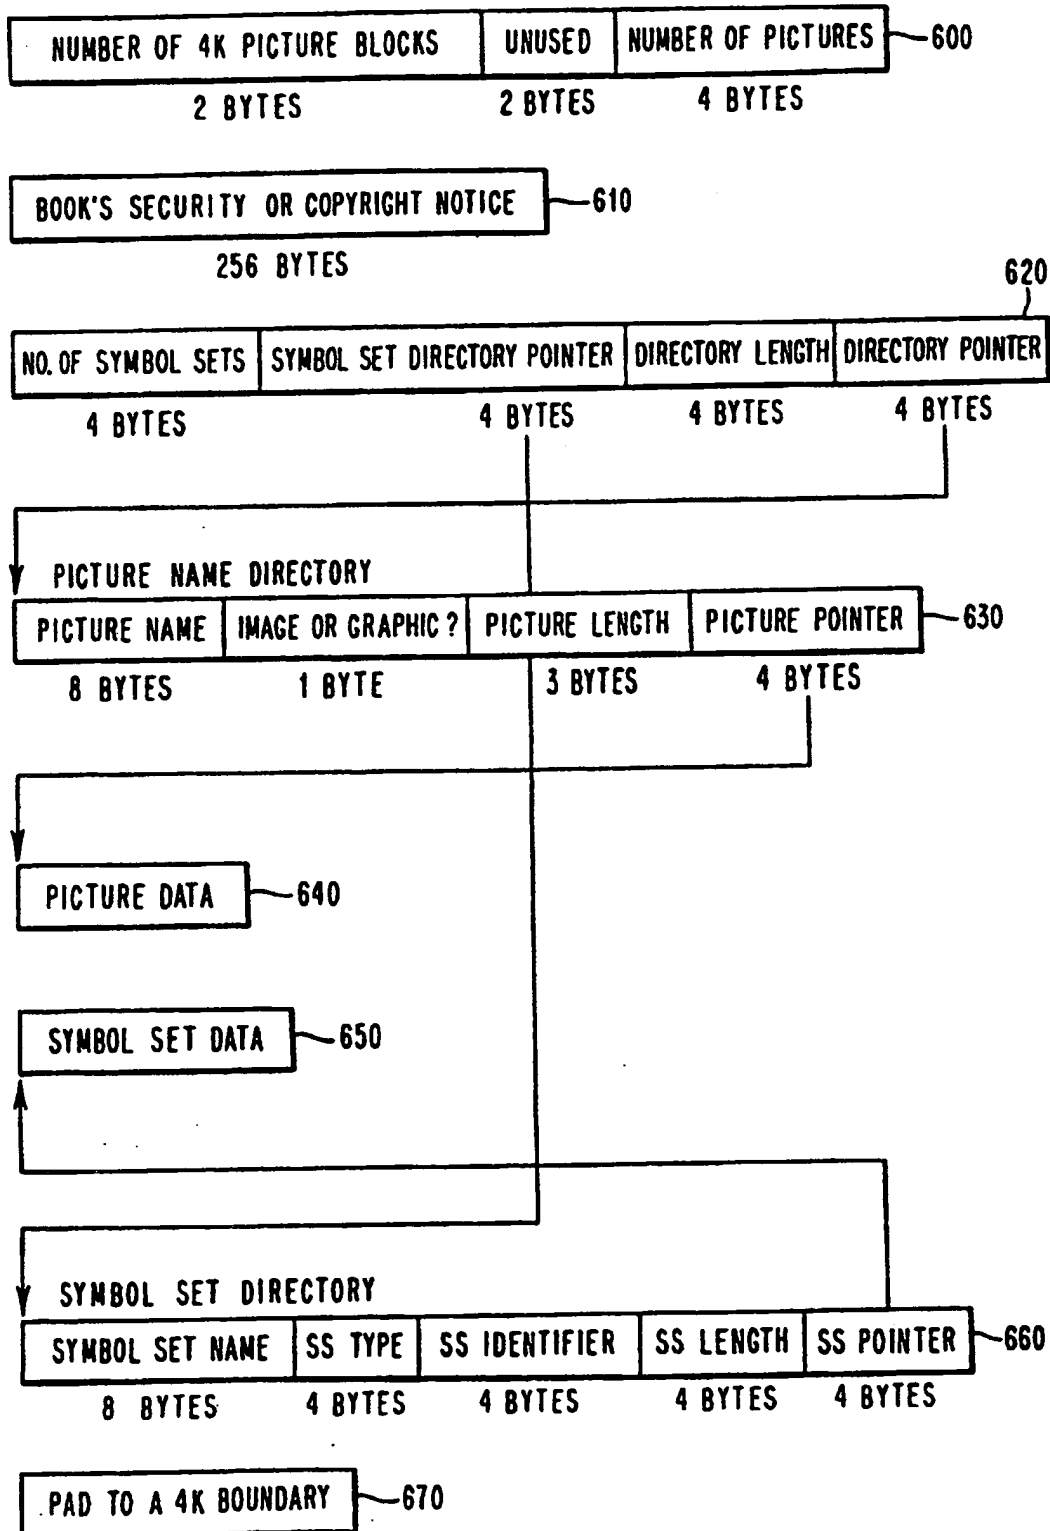 NUMBER OF 4K PICTURE BLOCKS UNUSED NUMBER OF PICTURES 600
2 BYTES 2 BYTES 4 BYTES
BOOK'S SECURITY OR COPYRIGHT NOTICE 610
256 BYTES
620
NO. OF SYMBOL SETS SYMBOL SET DIRECTORY POINTER DIRECTORY LENGTH DIRECTORY POINTER
4 BYTES 4 BYTES 4 BYTES 4 BYTES
PICTURE NAME DIRECTORY
PICTURE NAME IMAGE OR GRAPHIC ? PICTURE LENGTH PICTURE POINTER 630
8 BYTES 1 BYTE 3 BYTES 4 BYTES
PICTURE DATA 640
SYMBOL SET DATA 650
SYMBOL SET DIRECTORY
SYMBOL SET NAME SS TYPE SS IDENTIFIER SS LENGTH SS POINTER 660
8 BYTES 4 BYTES 4 BYTES 4 BYTES 4 BYTES
PAD TO A 4K BOUNDARY 670